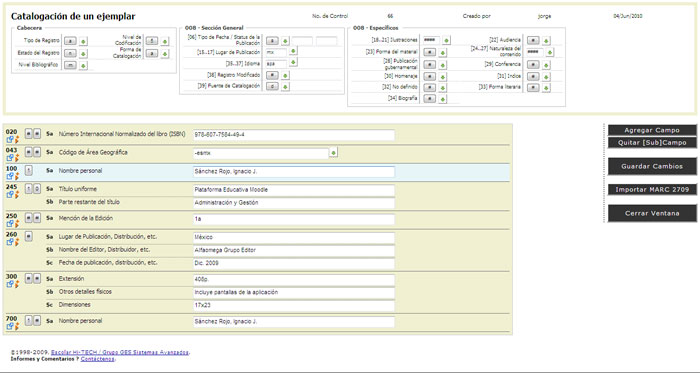 Catalogación de un ejemplar No. de Control 66 Creado por jorge 04/Jun/2010
Cabecera
Tipo de Registro a Nivel de Codificación
Estado del Registro n Forma de Catalogación a
Nivel Bibliográfico m
008 - Sección General
[06] Tipo de Fecha / Status de la Publicación s
[15..17] Lugar de Publicación mx
[35..37] Idioma spa
[38] Registro Modificado #
[39] Fuente de Catalogación
008 - Específicos
[18..21] Ilustraciones #### [22] Audiencia #
[23] Forma del material # [24..27] Naturaleza del contenido ####
[28] Publicación gubernamental # [29] Conferencia #
[30] Homenaje # [31] Indice #
[32] No definido # [33] Forma literaria #
[34] Biografía #
020 # # $a Número Internacional Normalizado del libro (ISBN) 978-607-7584-49-4
043 # # $a Código de Área Geográfica
100 1 $a Nombre personal Sánchez Rojo, Ignacio J.
245 1 0 $a Título uniforme Plataforma Educativa Moodle
$b Parte restante del título Administración y Gestión
250 # # $a Mención de la Edición 1a
260 # $a Lugar de Publicación, Distribución, etc. México
$b Nombre del Editor, Distribuidor, etc. Alfaomega Grupo Editor
$c Fecha de publicación, distribución, etc. Dic. 2009
300 # # $a Extensión 408p.
$b Otros detalles físicos Incluye pantallas de la aplicación
$c Dimensiones 17x23
700 1 # $a Nombre personal Sánchez Rojo, Ignacio J.
Agregar Campo
Quitar [Sub]Campo
Guardar Cambios
Importar MARC 2709
Cerrar Ventana
©1998-2009. Escolar Hi-TECH / Grupo GES Sistemas Avanzados.
Informes y Comentarios ? Contáctenos.